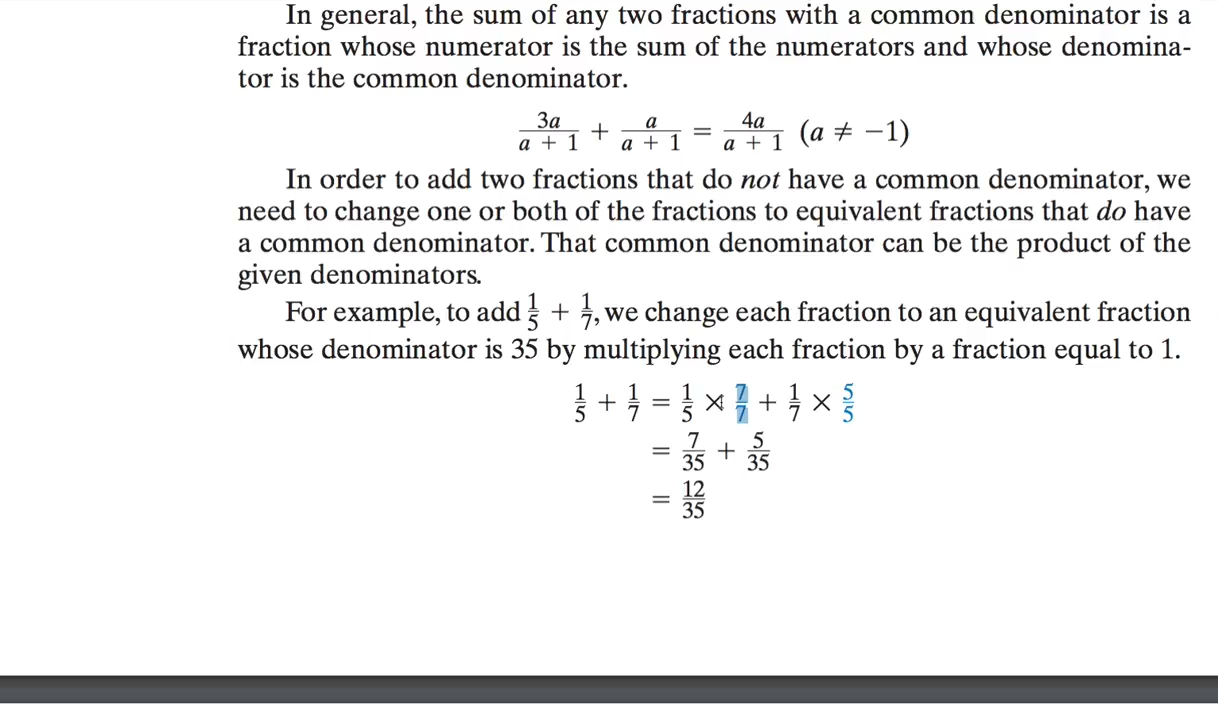 In general, the sum of any two fractions with a common denominator is a
fraction whose numerator is the sum of the numerators and whose denomina-
tor is the common denominator.
3a/(a + 1) + a/(a + 1) = 4a/(a + 1) (a ≠ −1)
In order to add two fractions that do not have a common denominator, we
need to change one or both of the fractions to equivalent fractions that do have
a common denominator. That common denominator can be the product of the
given denominators.
For example, to add 1/5 + 1/7, we change each fraction to an equivalent fraction
whose denominator is 35 by multiplying each fraction by a fraction equal to 1.
1/5 + 1/7 = 1/5 × 7/7 + 1/7 × 5/5
= 7/35 + 5/35
= 12/35